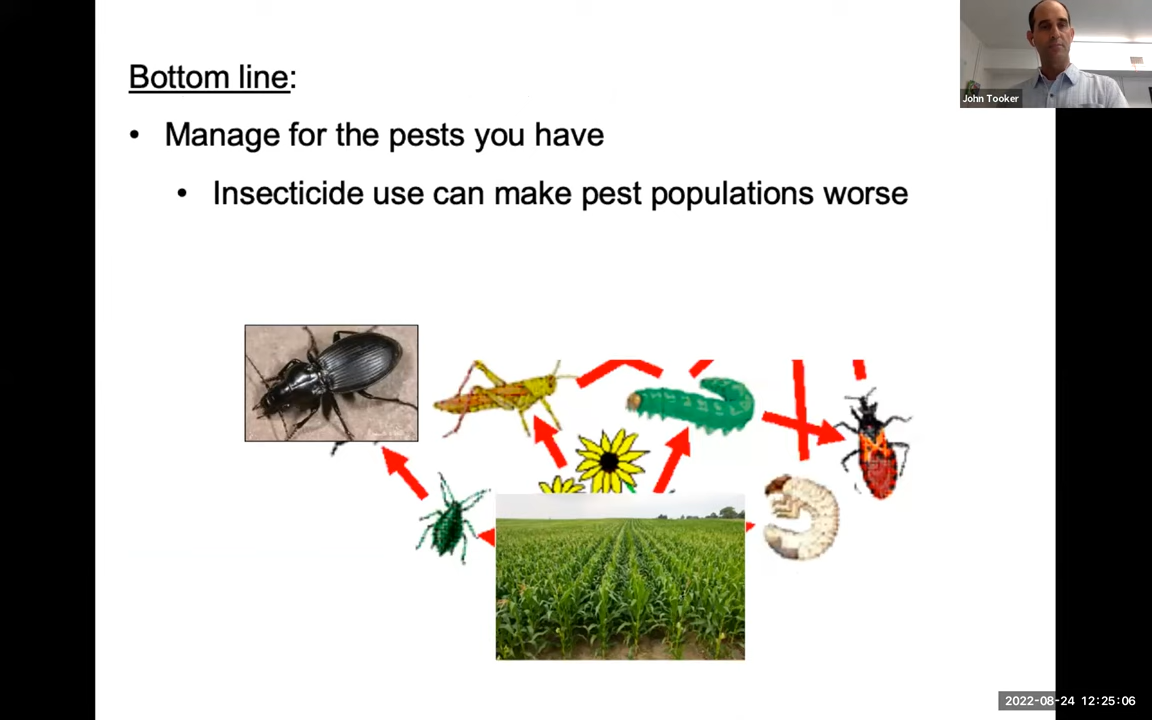 Bottom line:
• Manage for the pests you have
• Insecticide use can make pest populations worse
John Tooker
2022-08-24 12:25:06